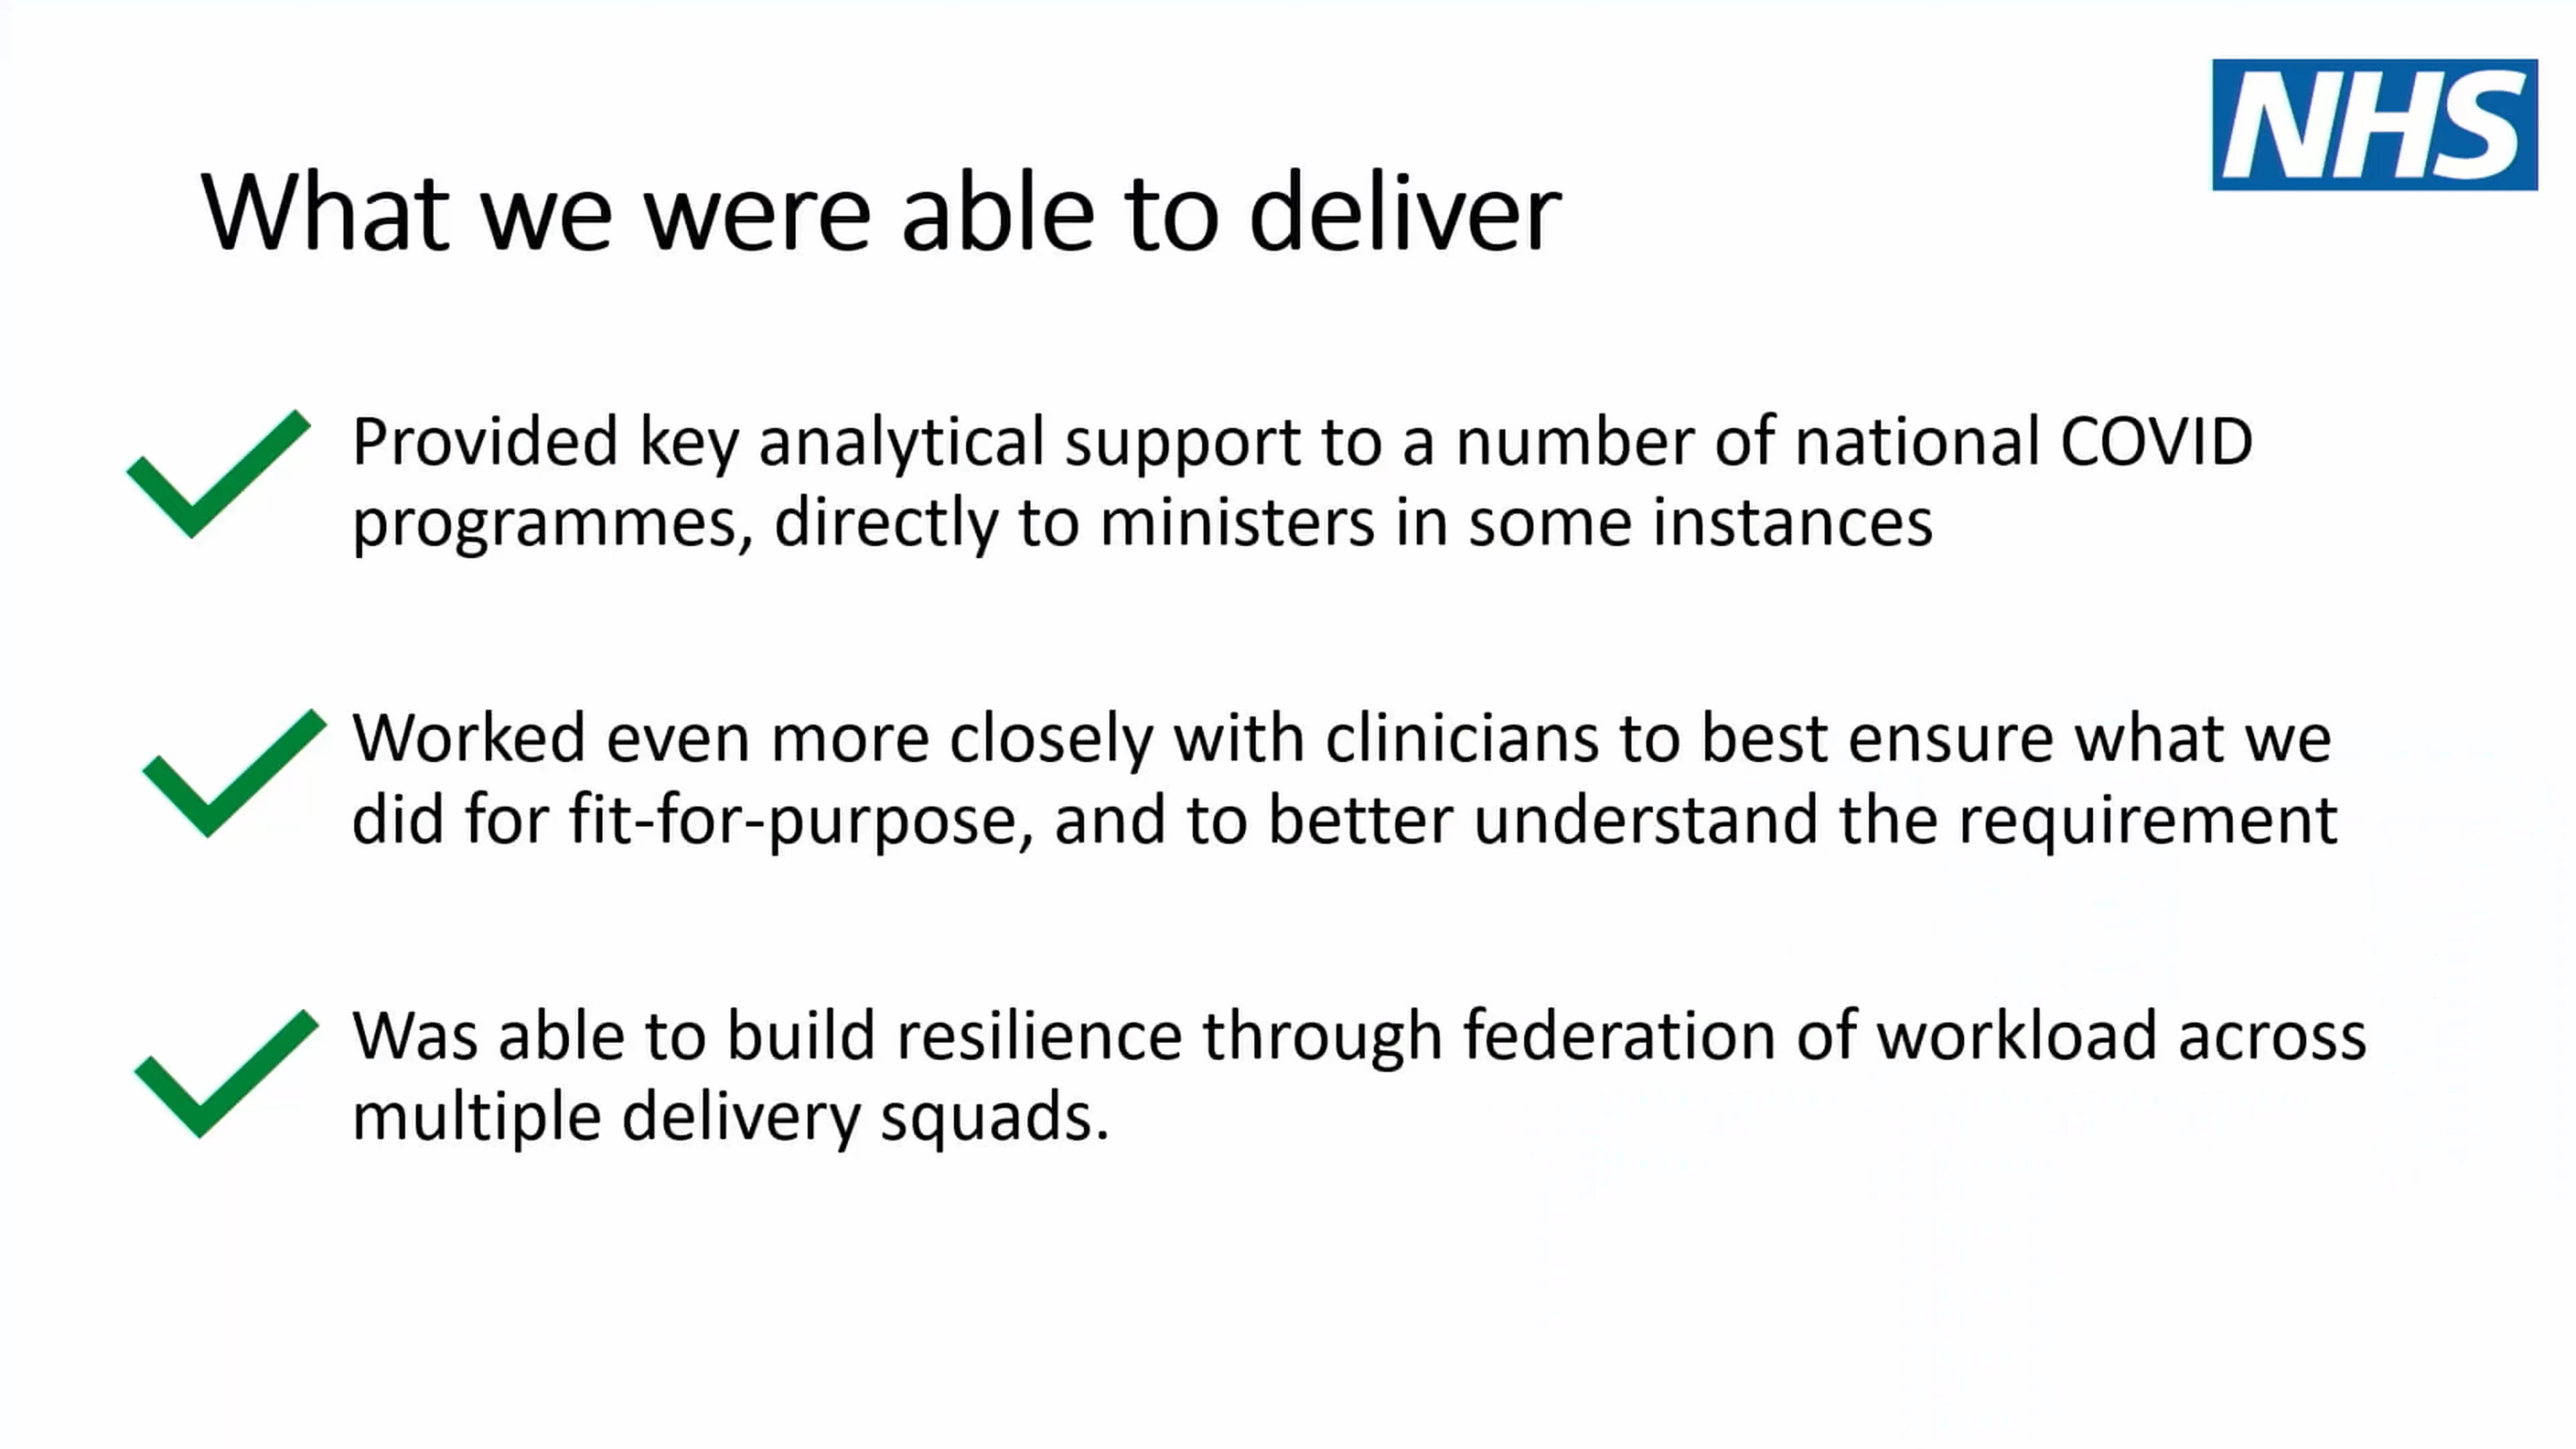 NHS
What we were able to deliver
Provided key analytical support to a number of national COVID
programmes, directly to ministers in some instances
Worked even more closely with clinicians to best ensure what we
did for fit-for-purpose, and to better understand the requirement
Was able to build resilience through federation of workload across
multiple delivery squads.